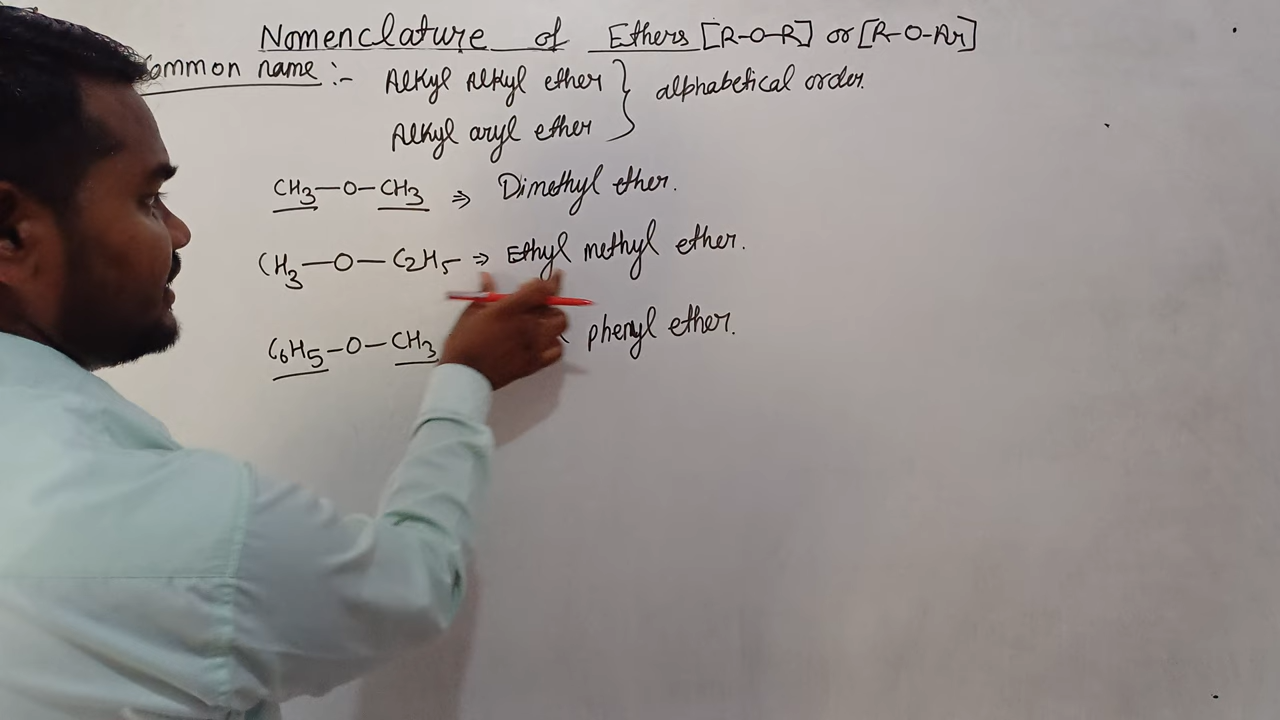 Nomenclature of Ethers [R-O-R] or [R-O-Ar]
ommon name :- Alkyl Alkyl ether } alphabetical order.
Alkyl aryl ether
CH3-O-CH3 ⇒ Dimethyl ether.
CH3-O-C2H5 ⇒ Ethyl methyl ether.
C6H5-O-CH3 phenyl ether.